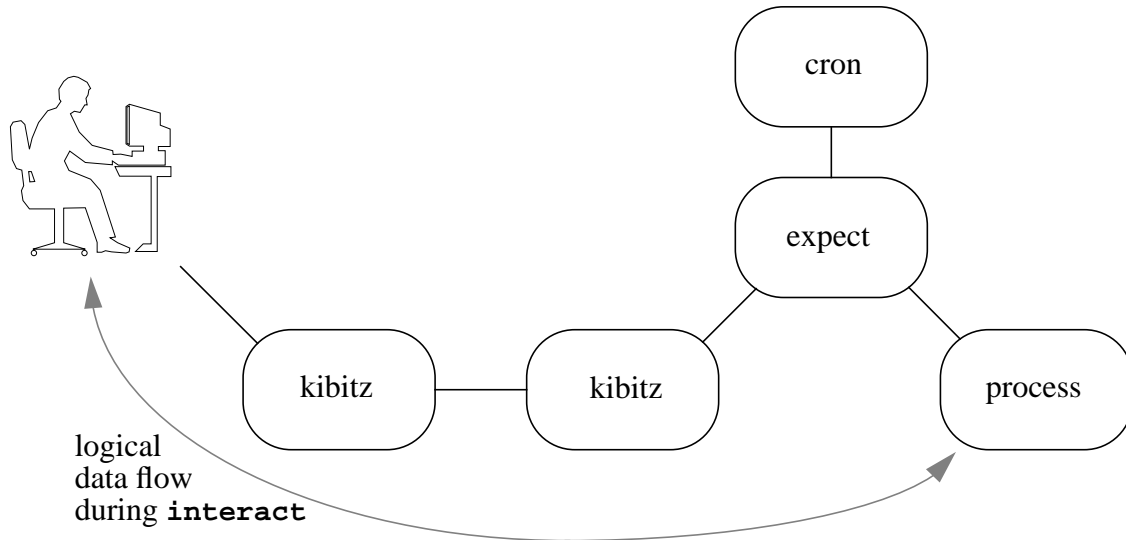 cron
expect
kibitz
kibitz
process
logical
data flow
during interact